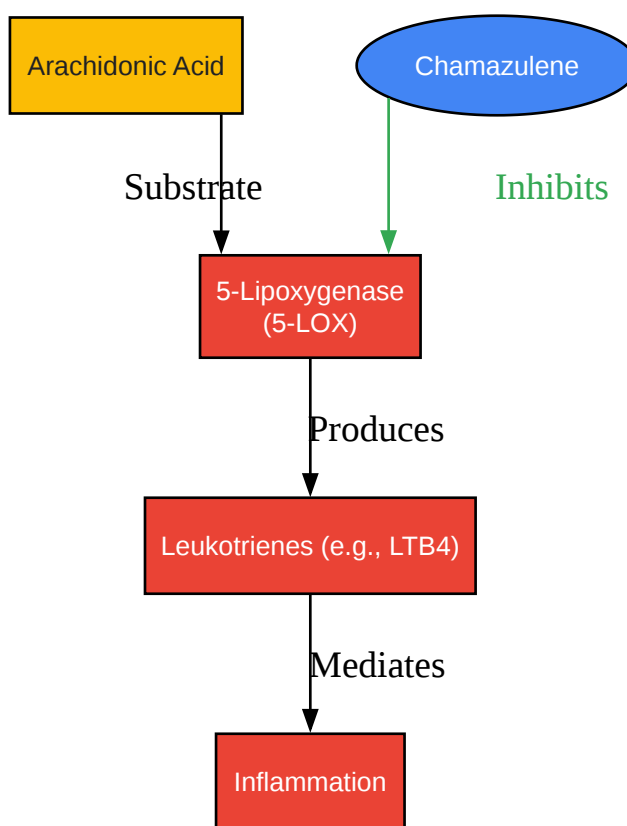 Arachidonic Acid
Chamazulene
Substrate
Inhibits
5-Lipoxygenase
(5-LOX)
Produces
Leukotrienes (e.g., LTB4)
Mediates
Inflammation